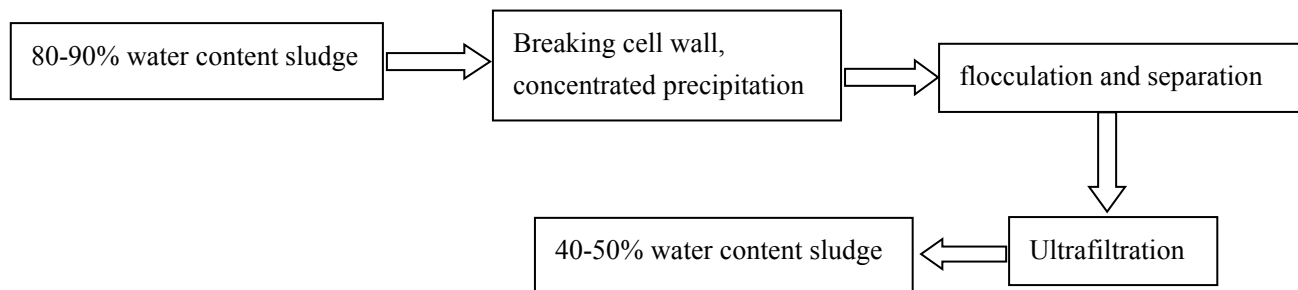 80-90% water content sludge
Breaking cell wall,
concentrated precipitation
flocculation and separation
Ultrafiltration
40-50% water content sludge